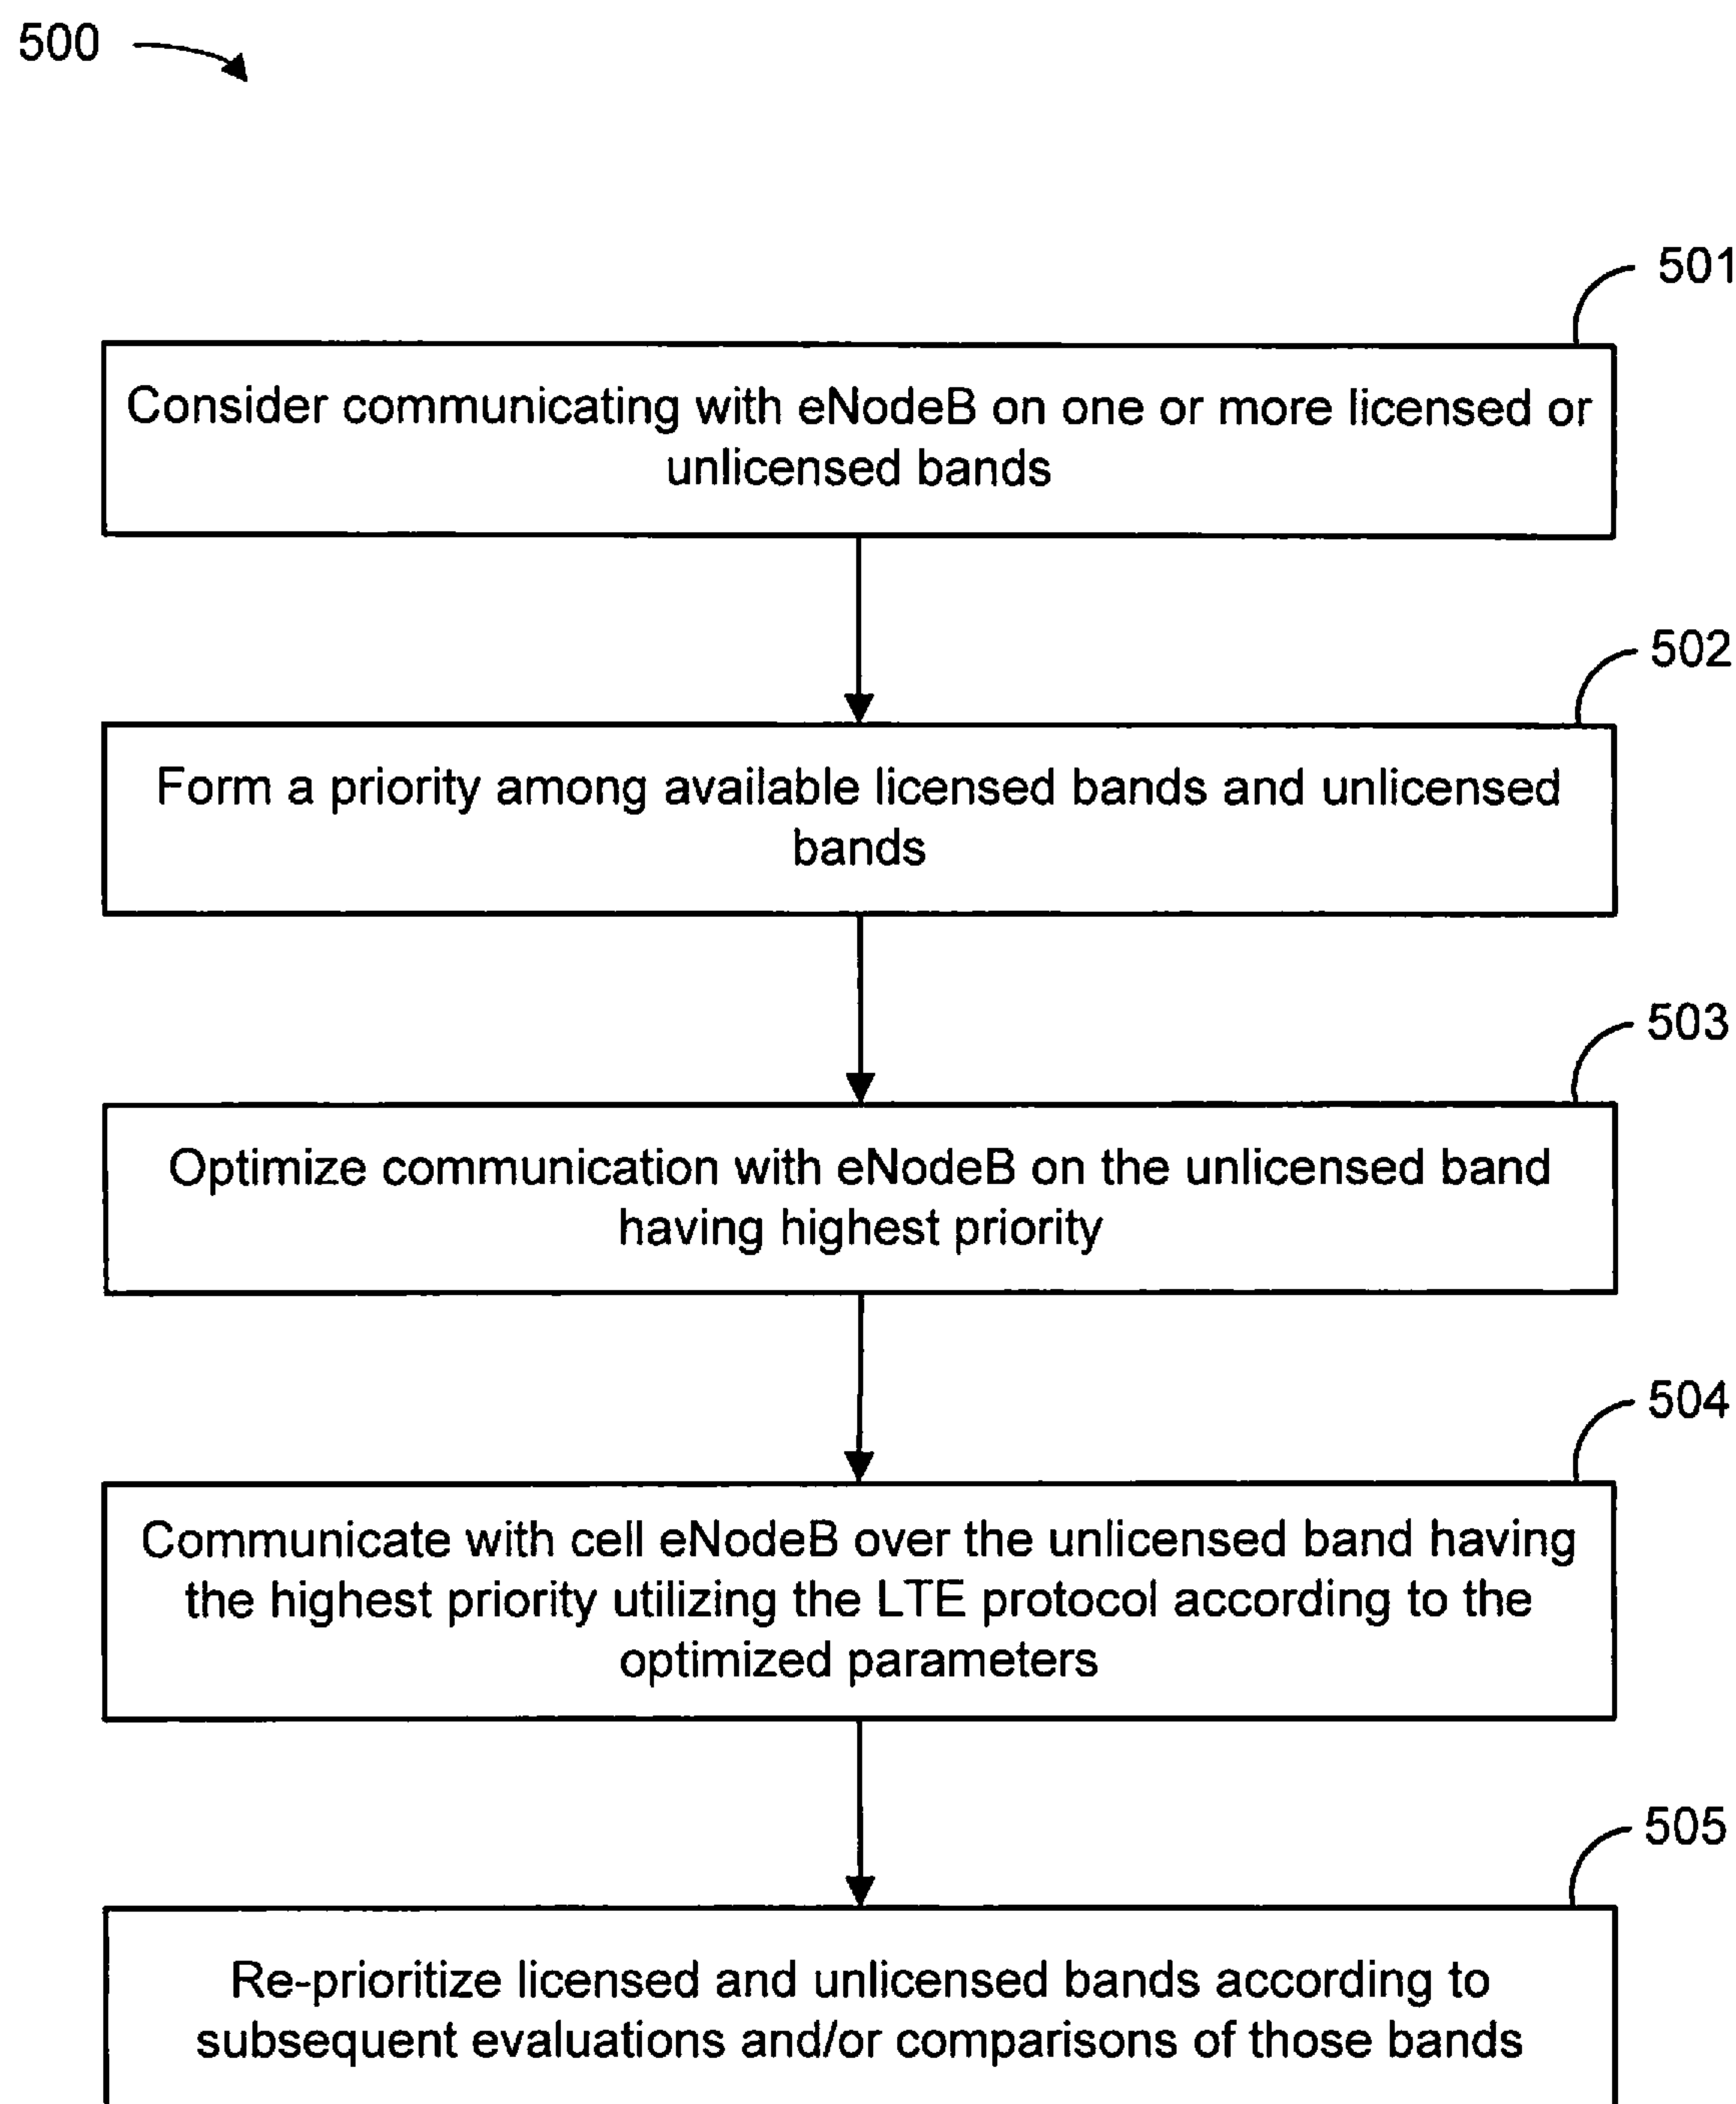 500
501
Consider communicating with eNodeB on one or more licensed or
unlicensed bands
502
Form a priority among available licensed bands and unlicensed
bands
503
Optimize communication with eNodeB on the unlicensed band
having highest priority
504
Communicate with cell eNodeB over the unlicensed band having
the highest priority utilizing the LTE protocol according to the
optimized parameters
505
Re-prioritize licensed and unlicensed bands according to
subsequent evaluations and/or comparisons of those bands